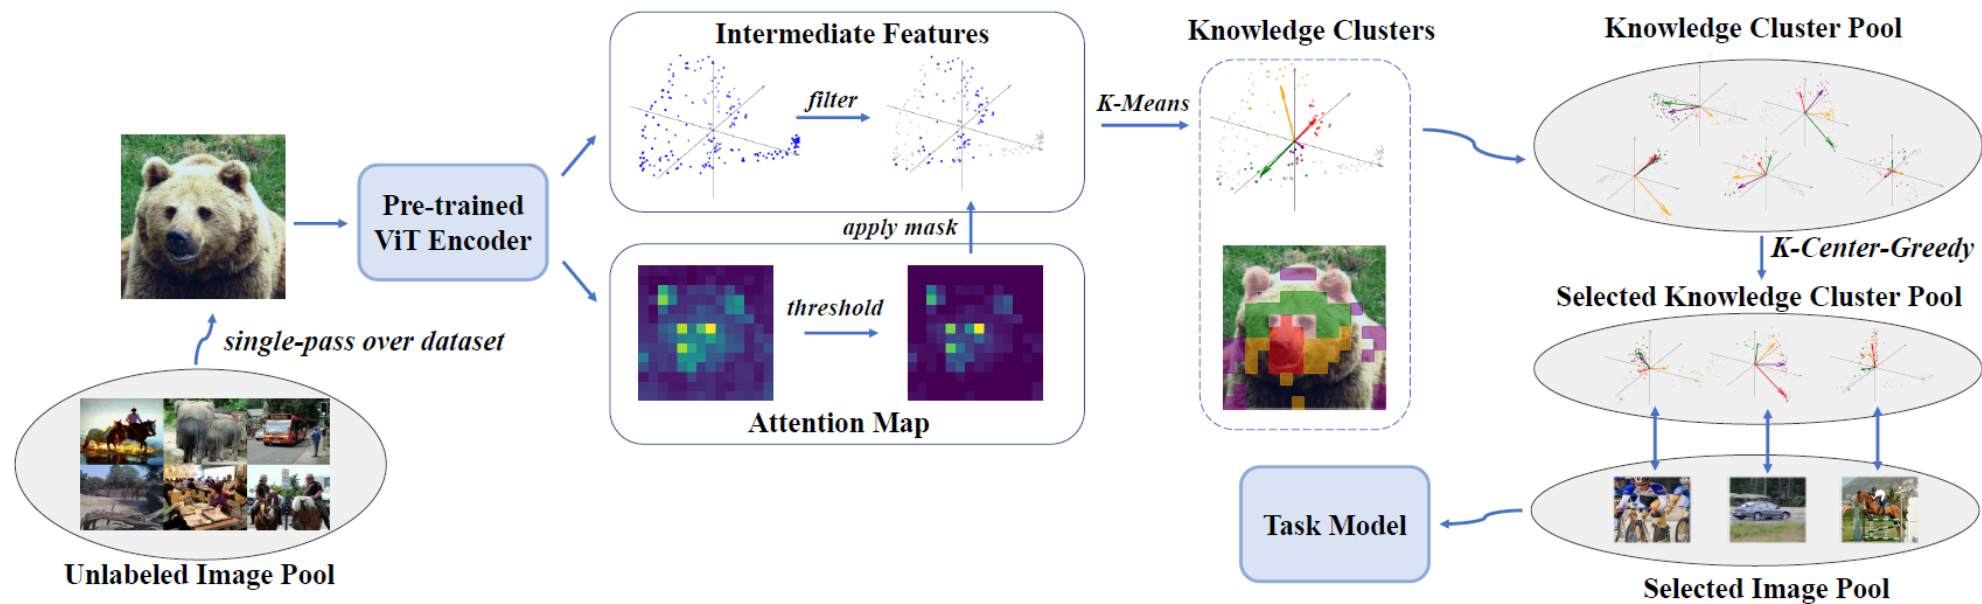 Intermediate Features
filter
apply mask
Pre-trained
ViT Encoder
threshold
Attention Map
single-pass over dataset
Unlabeled Image Pool
K-Means
Knowledge Clusters
Knowledge Cluster Pool
K-Center-Greedy
Selected Knowledge Cluster Pool
Task Model
Selected Image Pool